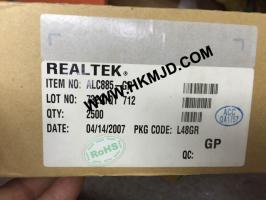 WWW.HKMJD.COM
REALTEK®
ITEM NO: ALC885
LOT NO: 712
QTY: 2500
DATE: 04/14/2007 PKG CODE: L48GR
RoHS
GP
QC: